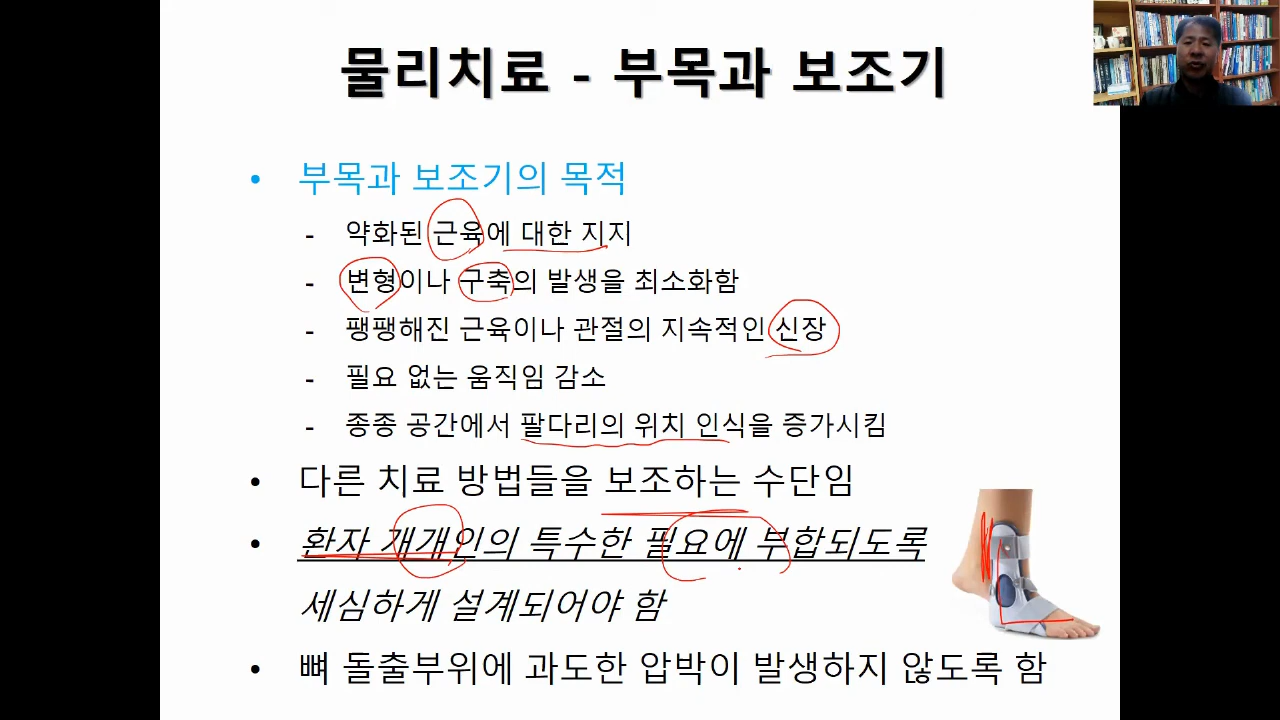 물리치료 - 부목과 보조기
• 부목과 보조기의 목적
- 약화된 근육에 대한 지지
- 변형이나 구축의 발생을 최소화함
- 팽팽해진 근육이나 관절의 지속적인 신장
- 필요 없는 움직임 감소
- 종종 공간에서 팔다리의 위치 인식을 증가시킴
• 다른 치료 방법들을 보조하는 수단임
• 환자 개개인의 특수한 필요에 부합되도록
세심하게 설계되어야 함
• 뼈 돌출부위에 과도한 압박이 발생하지 않도록 함